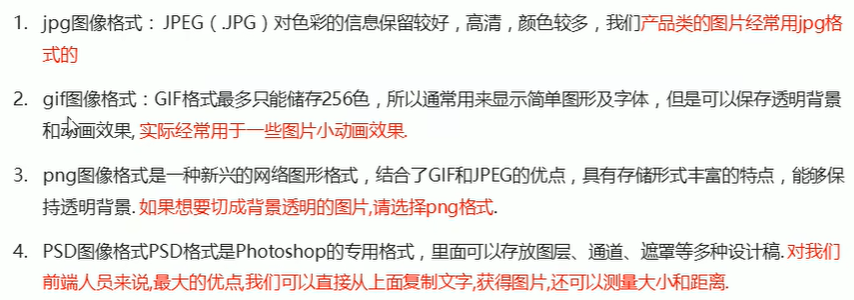 1. jpg图像格式： JPEG（.JPG）对色彩的信息保留较好，高清，颜色较多，我们产品类的图片经常用jpg格
式的
2. gif图像格式：GIF格式最多只能储存256色，所以通常用来显示简单图形及字体，但是可以保存透明背景
和动画效果, 实际经常用于一些图片小动画效果.
3. png图像格式是一种新兴的网络图形格式，结合了GIF和JPEG的优点，具有存储形式丰富的特点，能够保
持透明背景. 如果想要切成背景透明的图片,请选择png格式.
4. PSD图像格式PSD格式是Photoshop的专用格式，里面可以存放图层、通道、遮罩等多种设计稿. 对我们
前端人员来说,最大的优点,我们可以直接从上面复制文字,获得图片,还可以测量大小和距离.